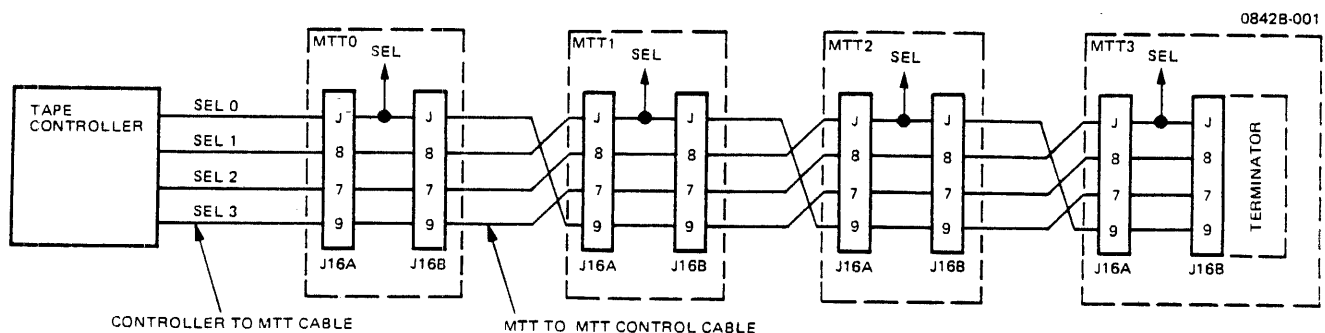 0842B-001
MTT0
MTT1
MTT2
MTT3
SEL
SEL
SEL
SEL
TAPE
CONTROLLER
SEL 0
SEL 1
SEL 2
SEL 3
J
8
7
9
J
8
7
9
J
8
7
9
J
8
7
9
J
8
7
9
J
8
7
9
J
8
7
9
J
8
7
9
TERMINATOR
J16A
J16B
J16A
J16B
J16A
J16B
J16A
J16B
CONTROLLER TO MTT CABLE
MTT TO MTT CONTROL CABLE